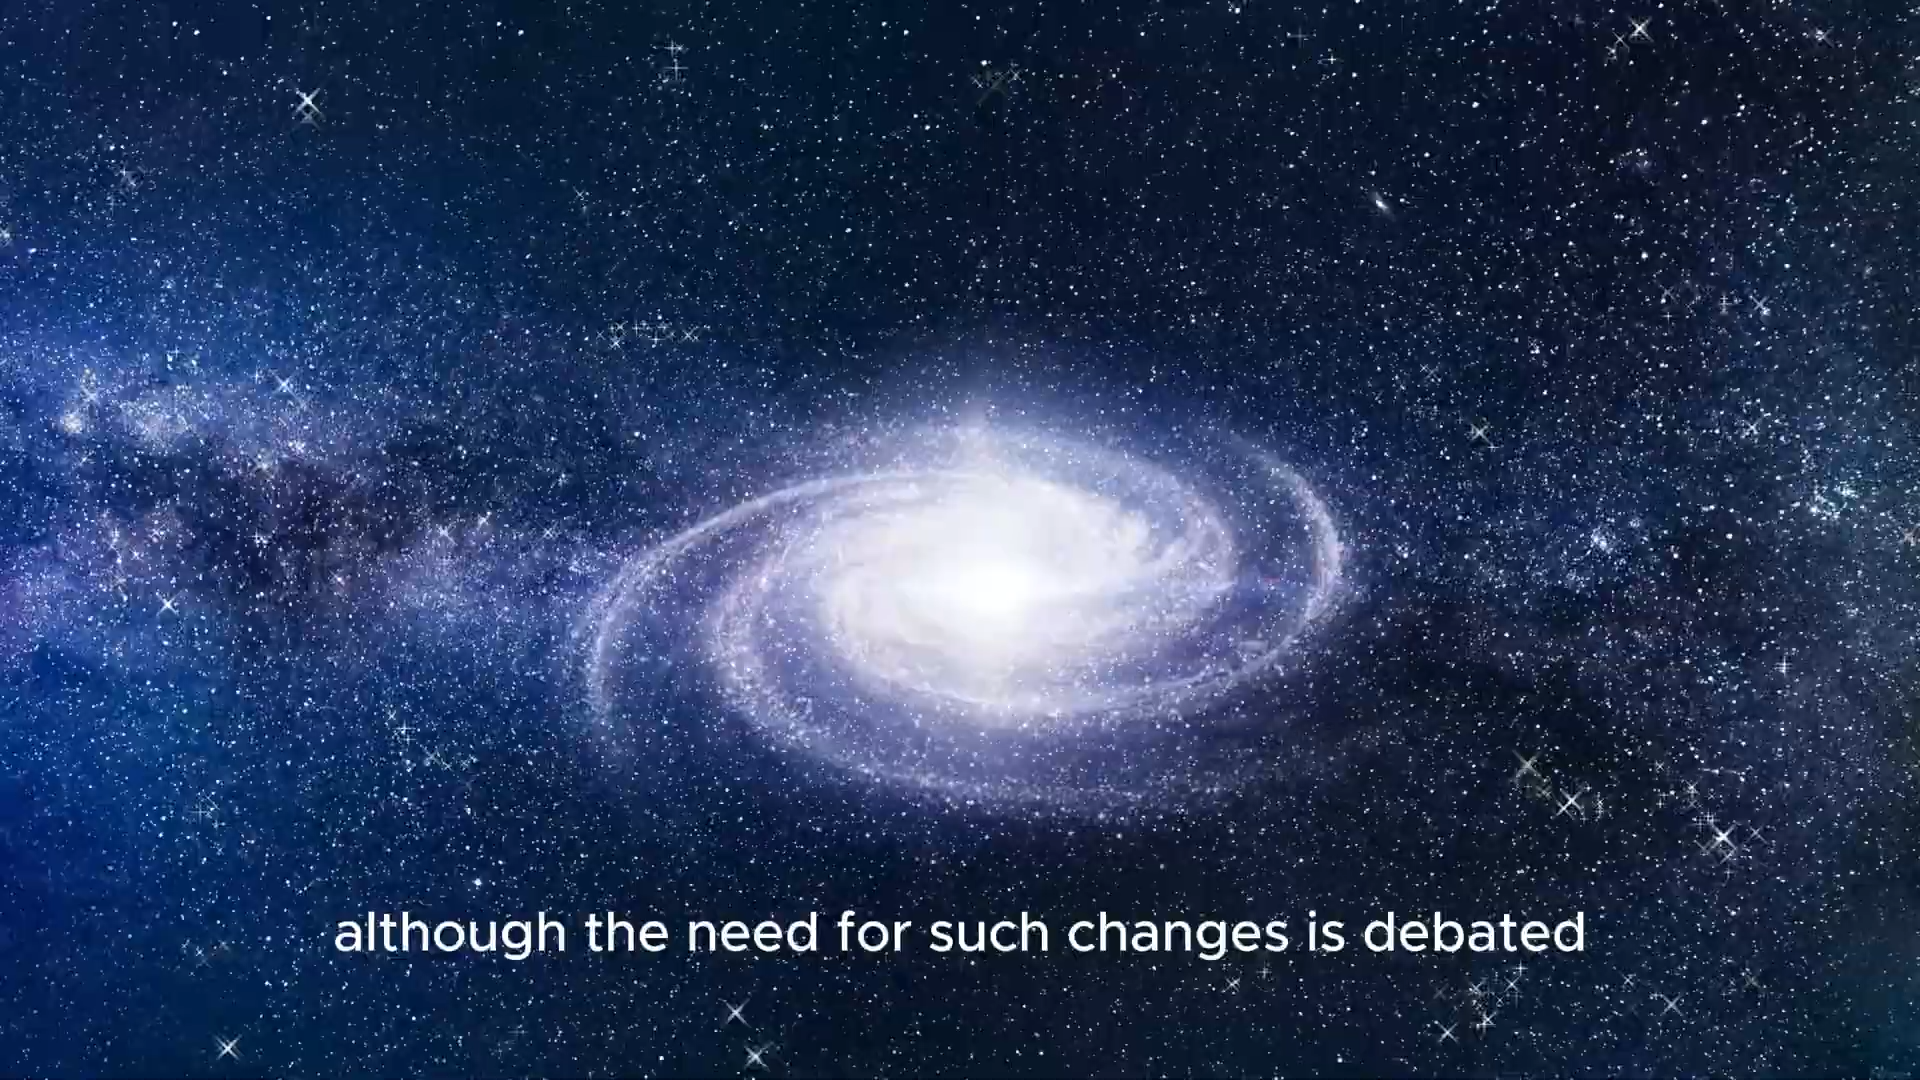 although the need for such changes is debated